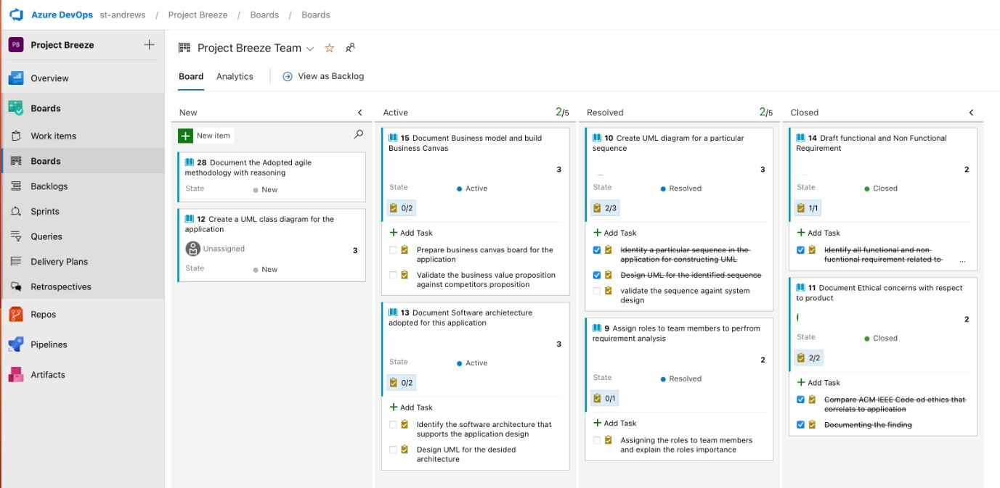 Azure DevOps st-andrews / Project Breeze / Boards / Boards
PB Project Breeze
Overview
Boards
Work items
Boards
Backlogs
Sprints
Queries
Delivery Plans
Retrospectives
Repos
Pipelines
Artifacts
Project Breeze Team
Board Analytics View as Backlog
New
New item
28 Document the Adopted agile
methodology with reasoning
State New
12 Create a UML class diagram for the
application
Unassigned 3
State New
Active 2/5
15 Document Business model and build
Business Canvas
3
State Active
0/2
Add Task
Prepare business canvas board for the
application
Validate the business value proposition
against competitors proposition
13 Document Software archietecture
adopted for this application
3
State Active
0/2
Add Task
Identify the software architecture that
supports the application design
Design UML for the desided
architecture
Resolved 2/5
10 Create UML diagram for a particular
sequence
3
State Resolved
2/3
Add Task
Identity a particular sequence in the
application for constructing UML
Design UML for the identified sequence
validate the sequence againt system
design
9 Assign roles to team members to perfrom
requirement analysis
2
State Resolved
0/1
Add Task
Assigning the roles to team members
and explain the roles importance
Closed
14 Draft functional and Non Functional
Requirement
2
State Closed
1/1
Add Task
Identify all functional and non-
fucntional requirement related to ...
11 Document Ethical concerns with respect
to product
2
State Closed
2/2
Add Task
Compare ACM IEEE Code od ethics that
correlats to application
Documenting the finding